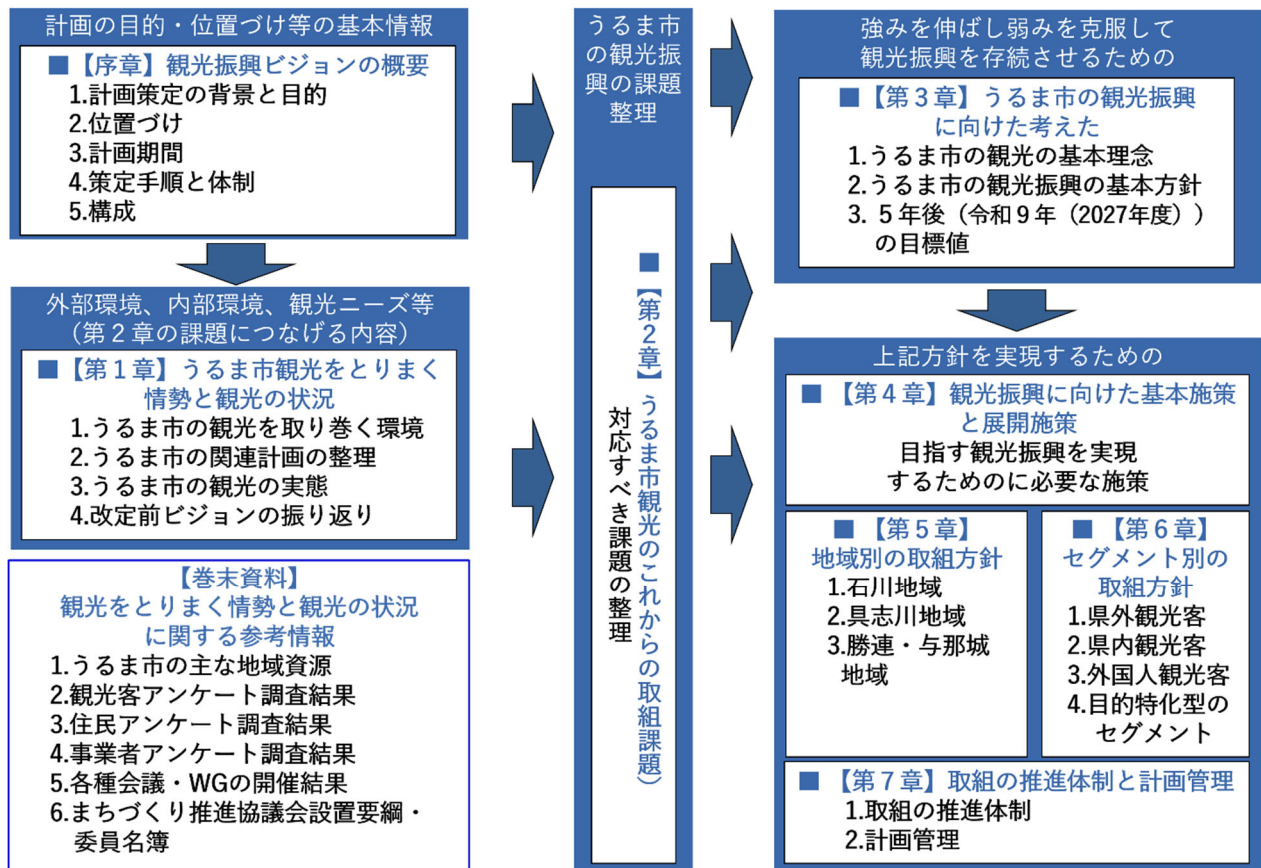 計画の目的・位置づけ等の基本情報
■【序章】観光振興ビジョンの概要
1.計画策定の背景と目的
2.位置づけ
3.計画期間
4.策定手順と体制
5.構成
外部環境、内部環境、観光ニーズ等
(第２章の課題につなげる内容)
■【第１章】うるま市観光をとりまく
情勢と観光の状況
1.うるま市の観光を取り巻く環境
2.うるま市の関連計画の整理
3.うるま市の観光の実態
4.改定前ビジョンの振り返り
【巻末資料】
観光をとりまく情勢と観光の状況
に関する参考情報
1.うるま市の主な地域資源
2.観光客アンケート調査結果
3.住民アンケート調査結果
4.事業者アンケート調査結果
5.各種会議・WGの開催結果
6.まちづくり推進協議会設置要綱・
委員名簿
うるま市
の観光振
興の課題
整理
■【第２章】うるま市観光のこれからの取組課題）
対応すべき課題の整理
強みを伸ばし弱みを克服して
観光振興を存続させるための
■【第３章】うるま市の観光振興
に向けた考えた
1.うるま市の観光の基本理念
2.うるま市の観光振興の基本方針
3.５年後（令和９年（2027年度））
の目標値
上記方針を実現するための
■【第４章】観光振興に向けた基本施策
と展開施策
目指す観光振興を実現
するためのに必要な施策
■【第５章】
地域別の取組方針
1.石川地域
2.具志川地域
3.勝連・与那城
地域
■【第６章】
セグメント別の
取組方針
1.県外観光客
2.県内観光客
3.外国人観光客
4.目的特化型の
セグメント
■【第７章】取組の推進体制と計画管理
1.取組の推進体制
2.計画管理